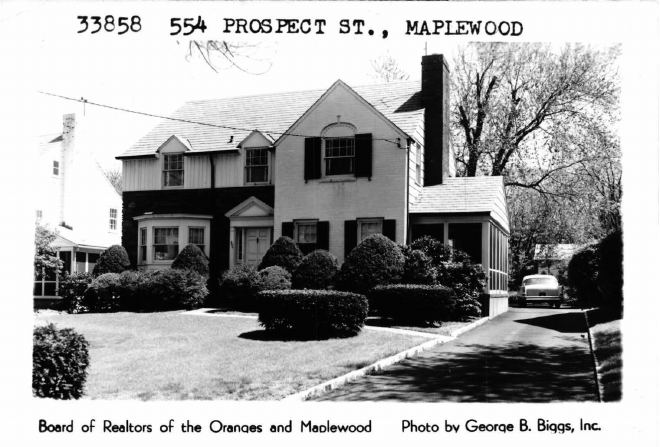 33858 554 PROSPECT ST., MAPLEWOOD
Board of Realtors of the Oranges and Maplewood Photo by George B. Biggs, Inc.